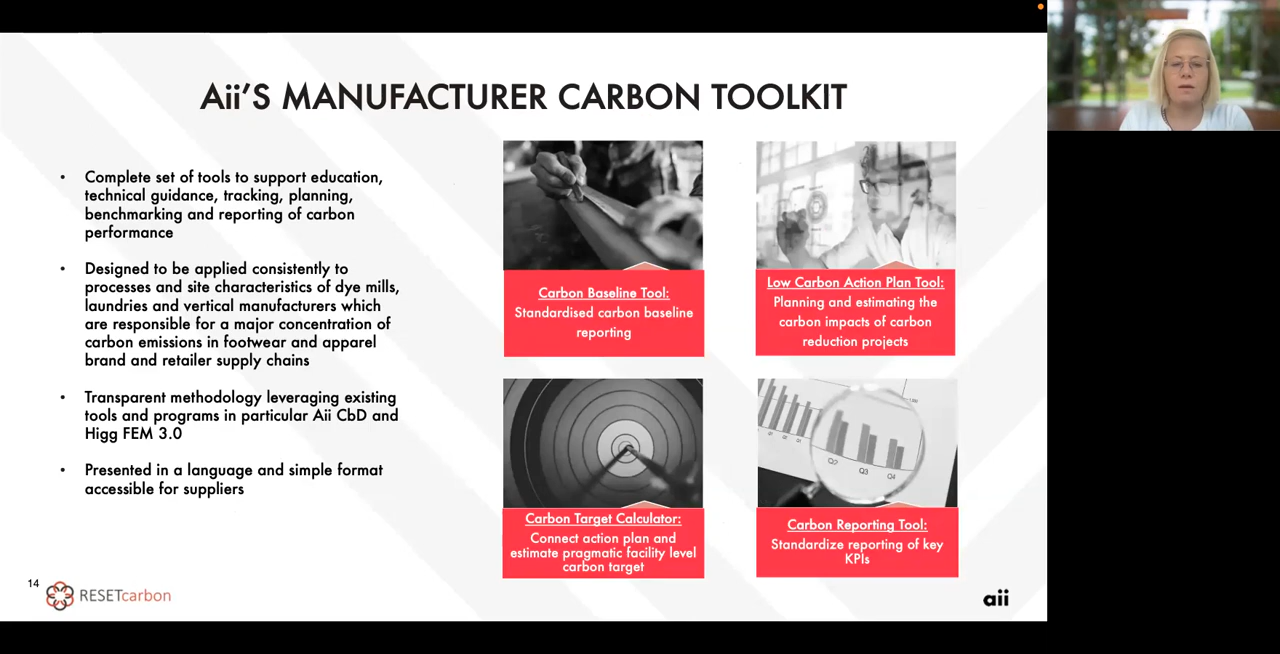 Aii'S MANUFACTURER CARBON TOOLKIT
• Complete set of tools to support education,
technical guidance, tracking, planning,
benchmarking and reporting of carbon
performance
• Designed to be applied consistently to
processes and site characteristics of dye mills,
laundries and vertical manufacturers which
are responsible for a major concentration of
carbon emissions in footwear and apparel
brand and retailer supply chains
• Transparent methodology leveraging existing
tools and programs in particular Aii CbD and
Higg FEM 3.0
• Presented in a language and simple format
accessible for suppliers
Carbon Baseline Tool:
Standardised carbon baseline
reporting
Low Carbon Action Plan Tool:
Planning and estimating the
carbon impacts of carbon
reduction projects
Q2 Q3 Q4
Carbon Target Calculator:
Connect action plan and
estimate pragmatic facility level
carbon target
Carbon Reporting Tool:
Standardize reporting of key
KPIs
14
RESETcarbon
aii